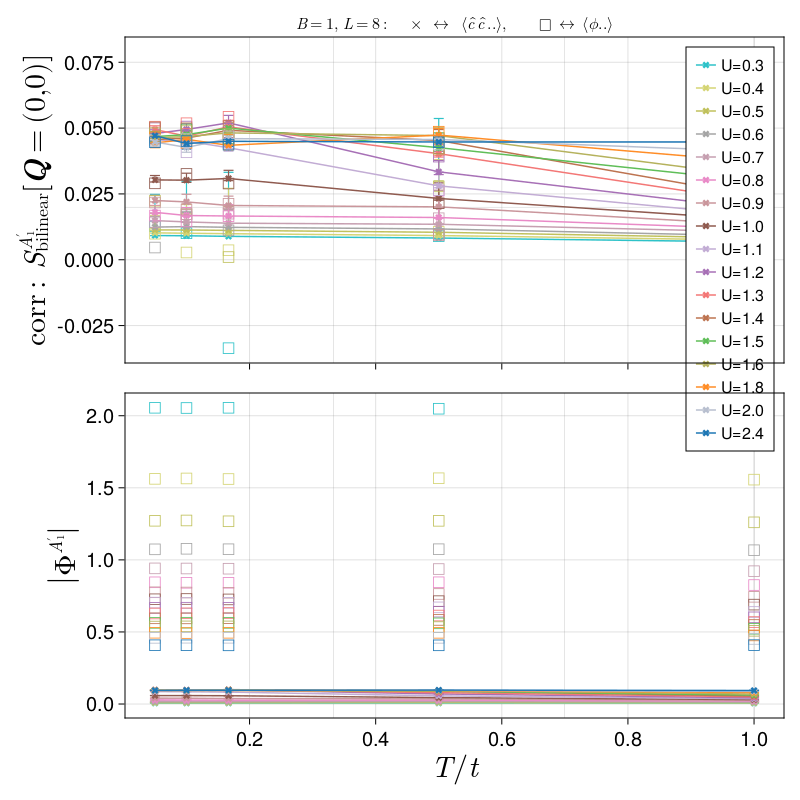 B = 1, L = 8 : × ↔ ⟨ĉ ĉ ..⟩, □ ↔ ⟨ϕ..⟩
corr : S^{A′₁}_{bilinear}[Q = (0,0)]
0.075
0.050
0.025
0.000
-0.025
U=0.3
U=0.4
U=0.5
U=0.6
U=0.7
U=0.8
U=0.9
U=1.0
U=1.1
U=1.2
U=1.3
U=1.4
U=1.5
U=1.6
U=1.8
U=2.0
U=2.4
|Φ^{A′₁}|
2.0
1.5
1.0
0.5
0.0
0.2 0.4 0.6 0.8 1.0
T/t